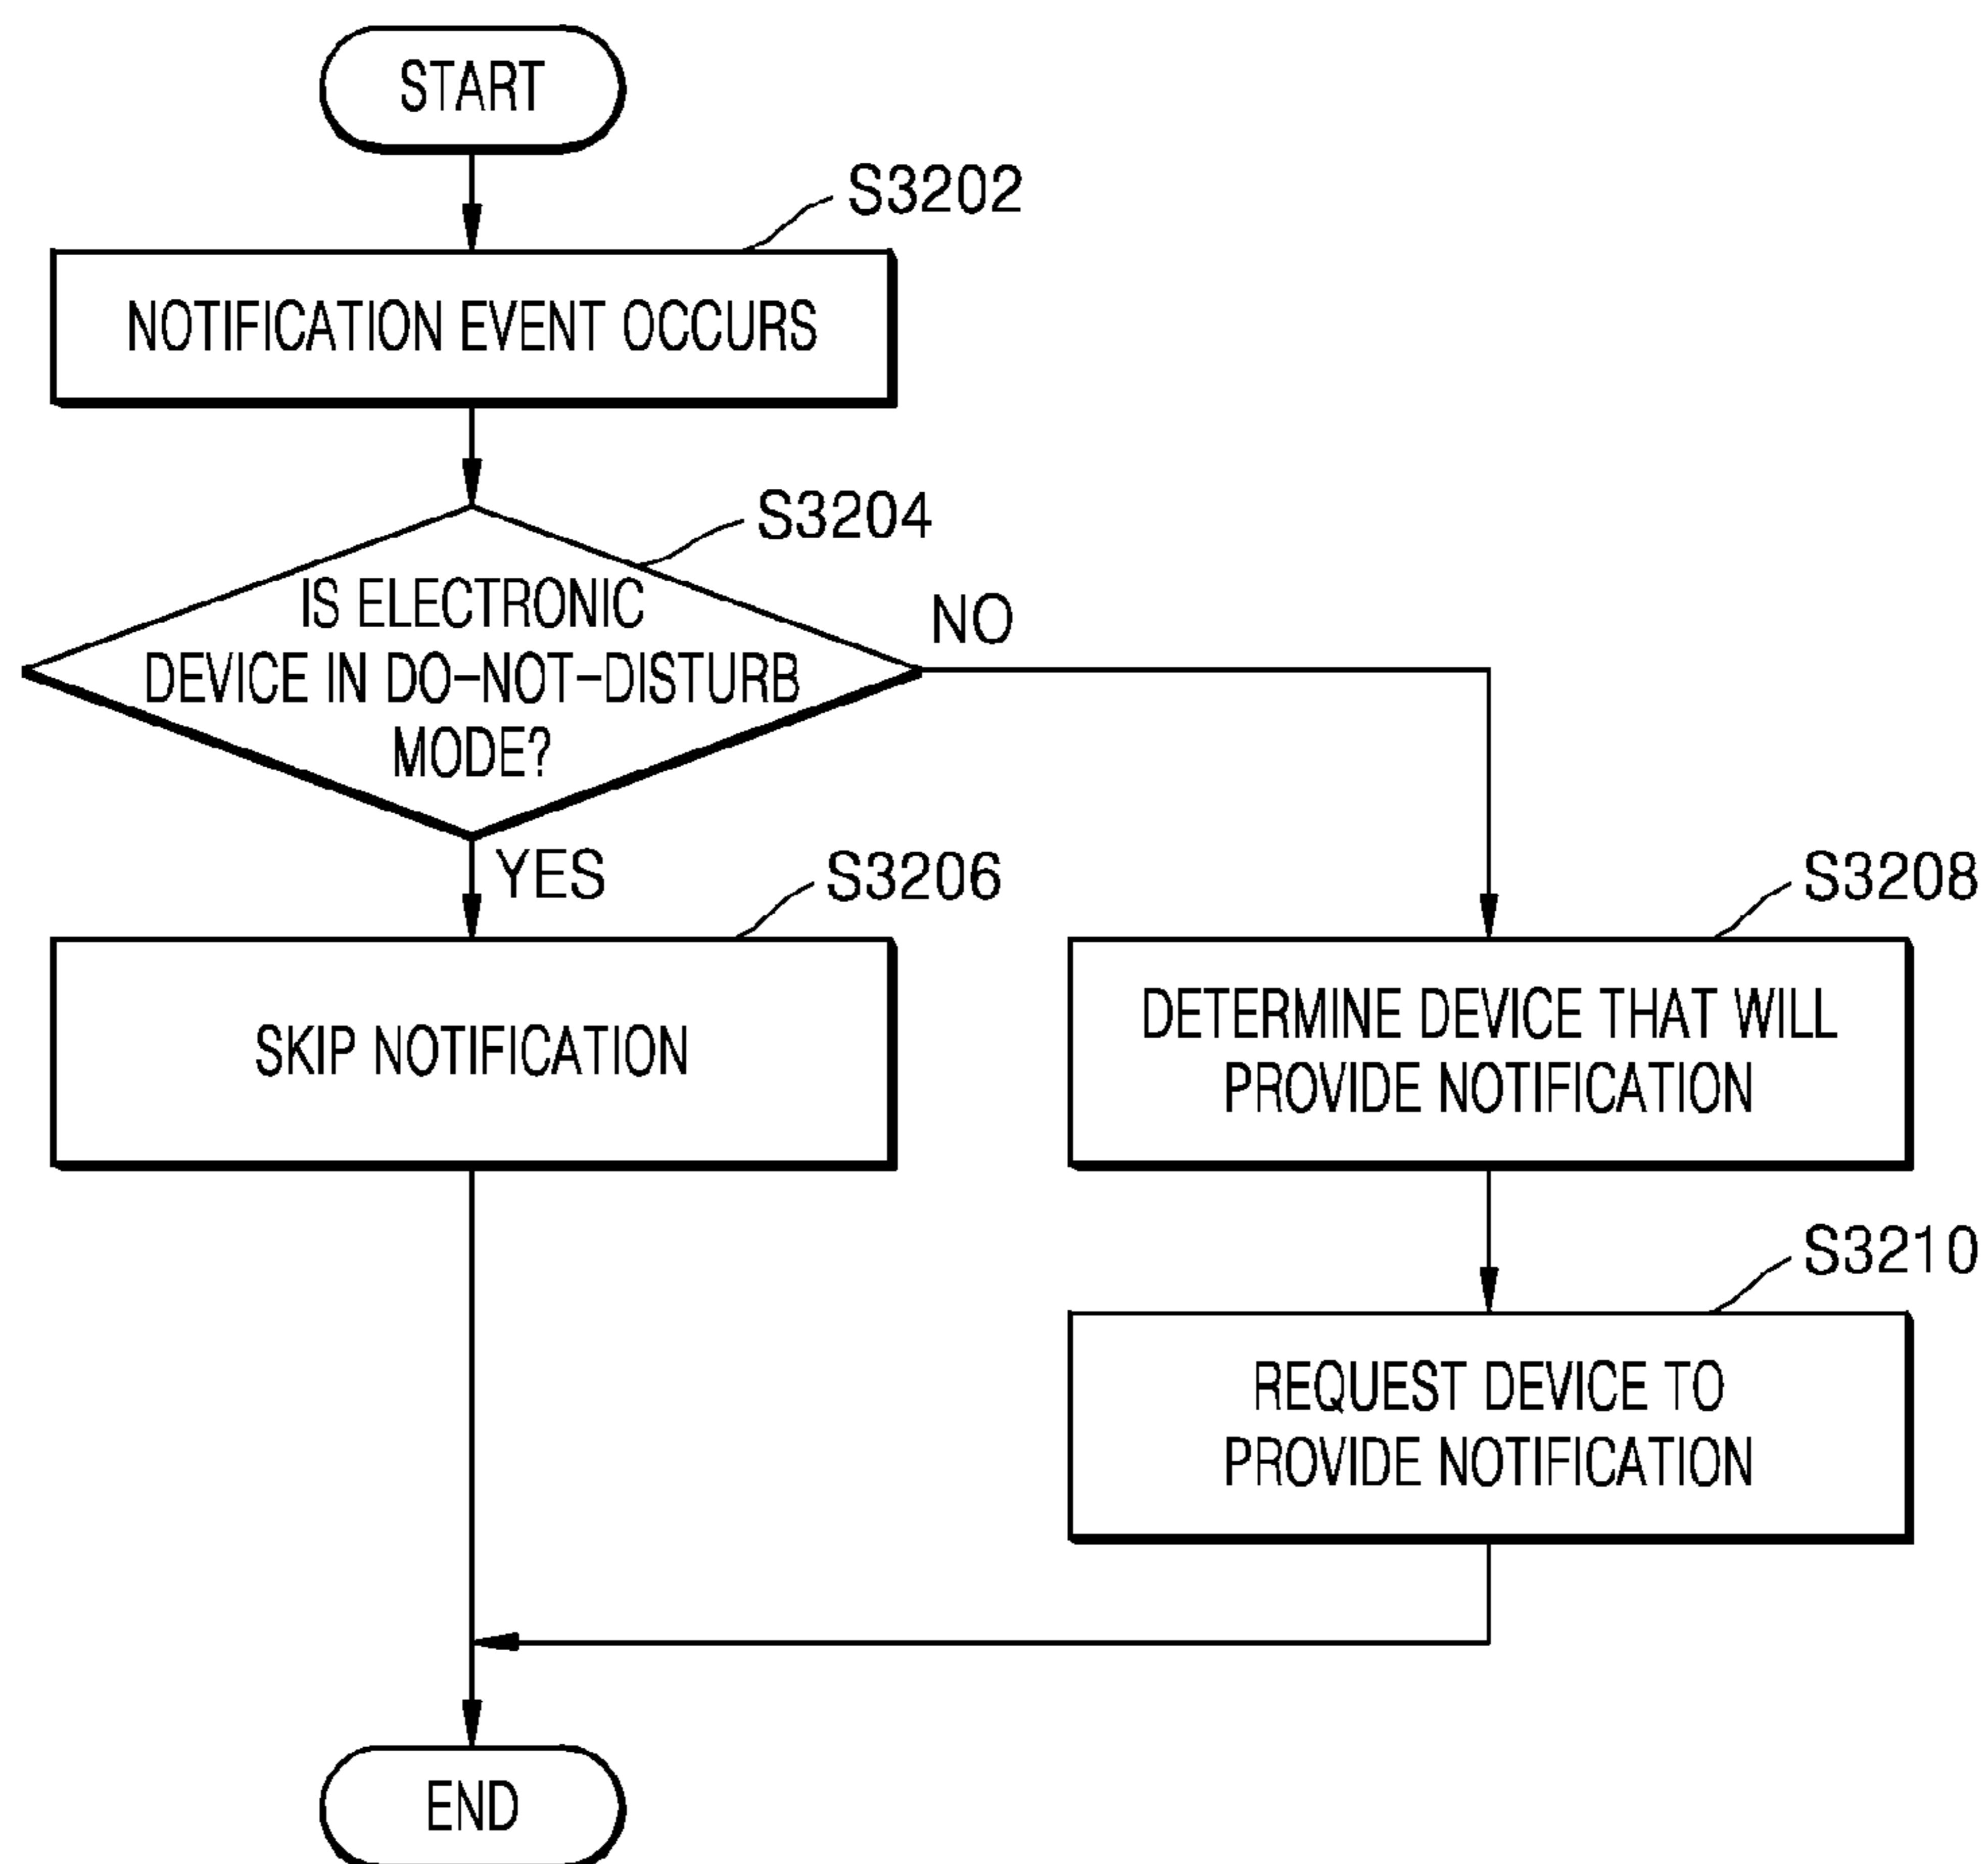 START
S3202
NOTIFICATION EVENT OCCURS
S3204
IS ELECTRONIC
DEVICE IN DO-NOT-DISTURB
MODE?
NO
YES
S3206
SKIP NOTIFICATION
S3208
DETERMINE DEVICE THAT WILL
PROVIDE NOTIFICATION
S3210
REQUEST DEVICE TO
PROVIDE NOTIFICATION
END